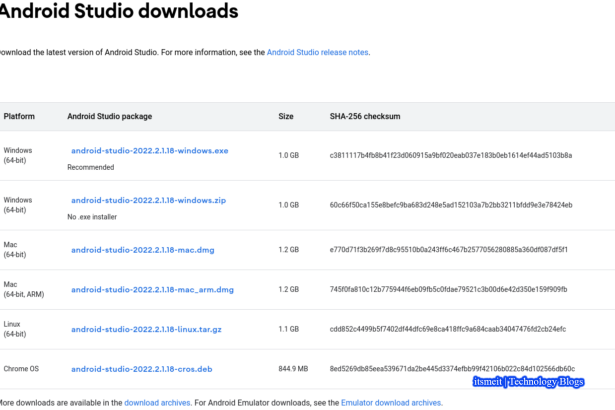 Android Studio downloads
Download the latest version of Android Studio. For more information, see the Android Studio release notes.
Platform Android Studio package Size SHA-256 checksum
Windows
(64-bit)
android-studio-2022.2.1.18-windows.exe
Recommended
1.0 GB
c3811117b4fb8b41f23d060915a9bf020eab037e183b0eb1614ef44ad5103b8a
Windows
(64-bit)
android-studio-2022.2.1.18-windows.zip
No .exe installer
1.0 GB
60c66f50ca155e8befc9ba683d248e5ad152103a7b2bb3211bfdd9e3e78424eb
Mac
(64-bit)
android-studio-2022.2.1.18-mac.dmg
1.2 GB
e770d71f3b269f7d8c95510b0a243ff6c467b2577056280885a360df087df5f1
Mac
(64-bit, ARM)
android-studio-2022.2.1.18-mac_arm.dmg
1.2 GB
745f0fa810c12b775944f6eb09fb5c0fdae79521c3b00d6e42d350e159f909fb
Linux
(64-bit)
android-studio-2022.2.1.18-linux.tar.gz
1.1 GB
cdd852c4499b5f7402df44dfc69e8ca418ffc9a684caab34047476fd2cb24efc
Chrome OS
android-studio-2022.2.1.18-cros.deb
844.9 MB
8ed5269db85eea539671da2be445d3374efbb99f42106b022c84d102566db60c
itsmeit | Technology Blogs
More downloads are available in the download archives. For Android Emulator downloads, see the Emulator download archives.